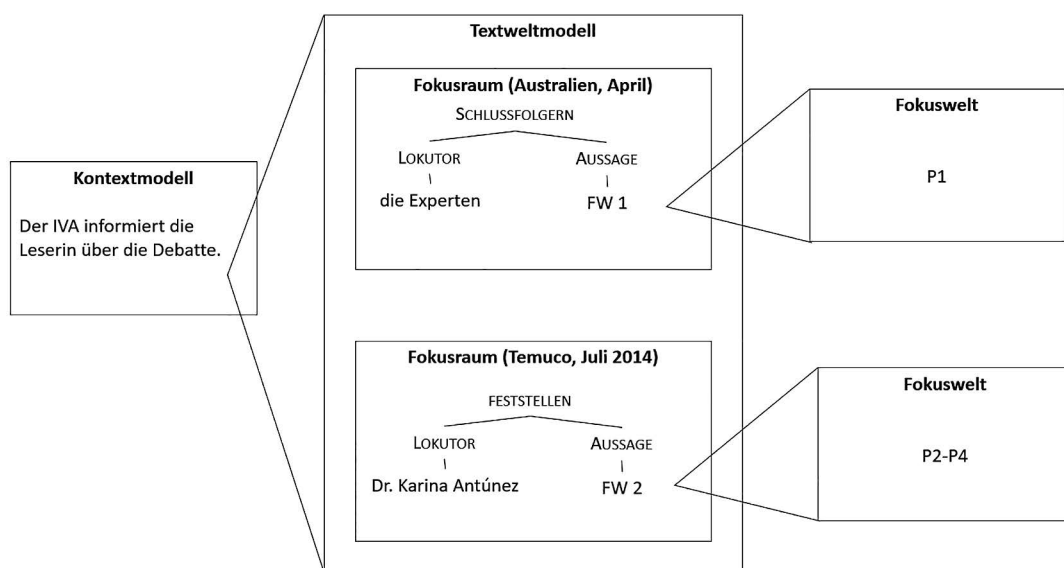 Kontextmodell
Der IVA informiert die
Leserin über die Debatte.
Textweltmodell
Fokusraum (Australien, April)
SCHLUSSFOLGERN
LOKUTOR
AUSSAGE
die Experten
FW 1
Fokuswelt
P1
Fokusraum (Temuco, Juli 2014)
FESTSTELLEN
LOKUTOR
AUSSAGE
Dr. Karina Antúnez
FW 2
Fokuswelt
P2-P4